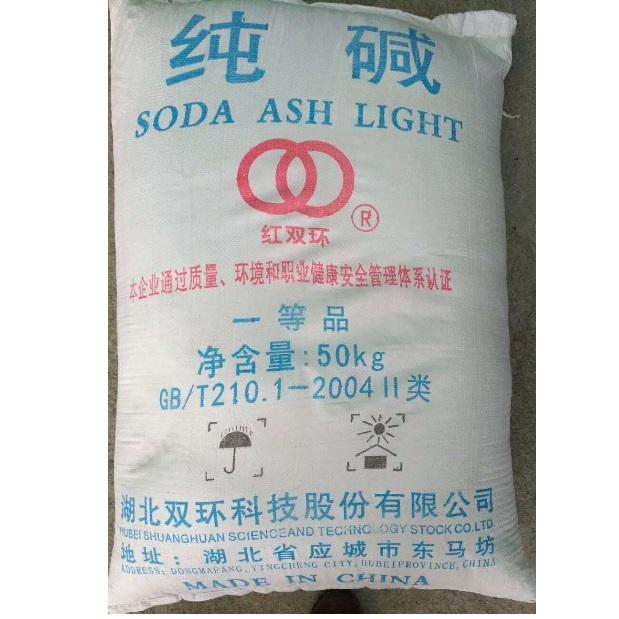 纯碱
SODA ASH LIGHT
®
红双环
本企业通过质量、环境和职业健康安全管理体系认证
一等品
净含量:50kg
GB/T210.1-2004 II类
湖北双环科技股份有限公司
HUBEI SHUANGHUAN SCIENCEAND TECHNOLOGY STOCK CO.LTD.
地址:湖北省应城市东马坊
ADDRESS: DONGMAFANG, YINGCHENG CITY, HUBEIPROVINCE, CHINA
MADE IN CHINA